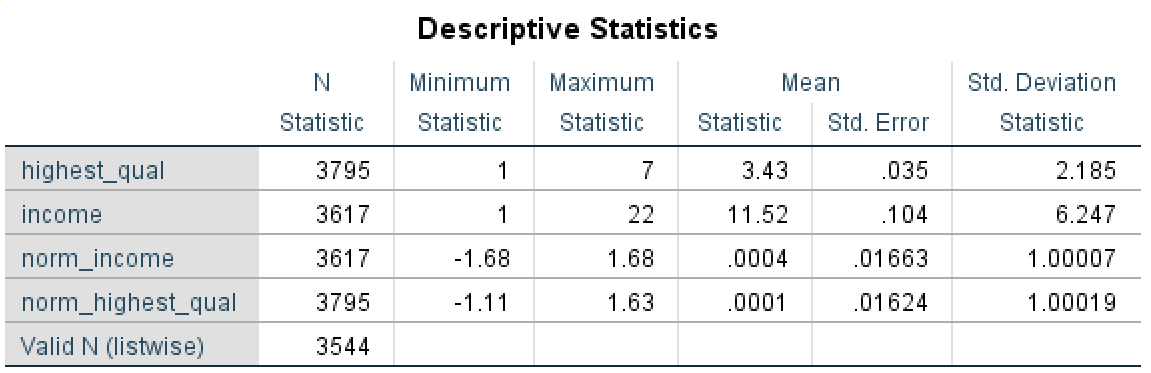 Descriptive Statistics
N Minimum Maximum Mean Std. Deviation
Statistic Statistic Statistic Statistic Std. Error Statistic
highest_qual 3795 1 7 3.43 .035 2.185
income 3617 1 22 11.52 .104 6.247
norm_income 3617 -1.68 1.68 .0004 .01663 1.00007
norm_highest_qual 3795 -1.11 1.63 .0001 .01624 1.00019
Valid N (listwise) 3544